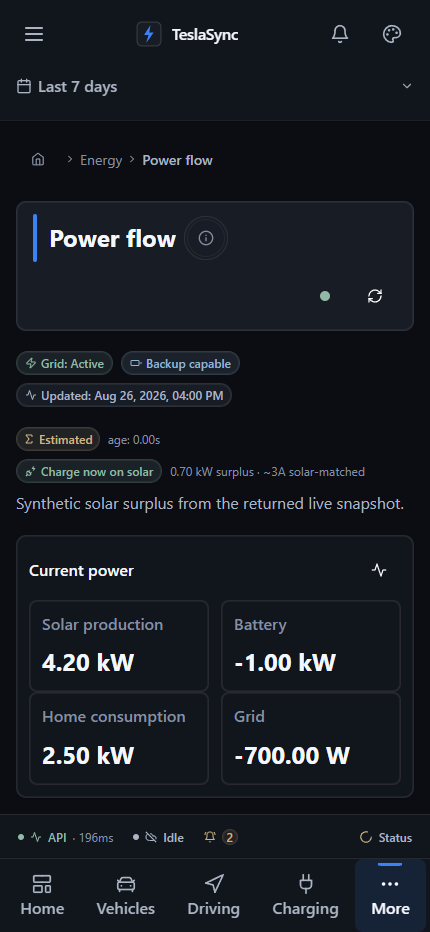 TeslaSync
Last 7 days
Energy > Power flow
Power flow
Grid: Active
Backup capable
Updated: Aug 26, 2026, 04:00 PM
Estimated
age: 0.00s
Charge now on solar
0.70 kW surplus · ~3A solar-matched
Synthetic solar surplus from the returned live snapshot.
Current power
Solar production
4.20 kW
Battery
-1.00 kW
Home consumption
2.50 kW
Grid
-700.00 W
API · 196ms
Idle
2
Status
Home
Vehicles
Driving
Charging
More